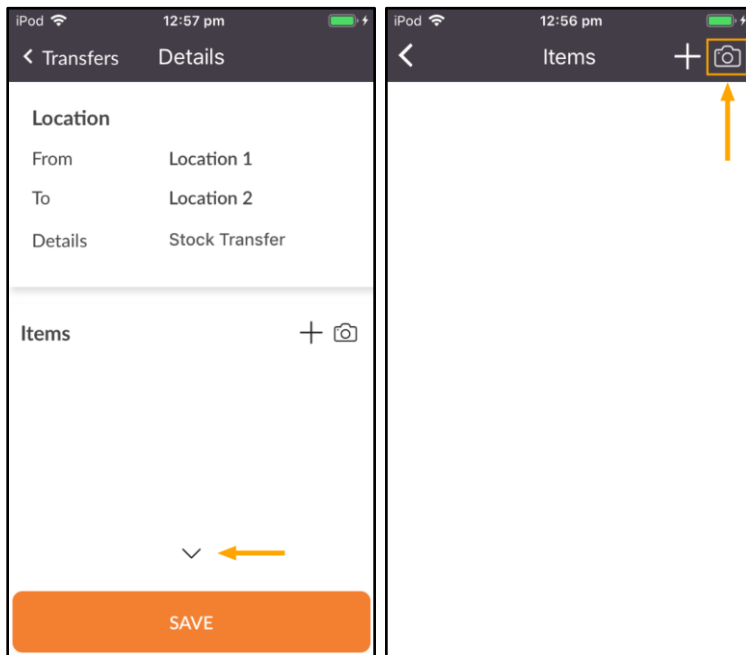 iPod 12:57 pm
Transfers Details
Location
From Location 1
To Location 2
Details Stock Transfer
Items
SAVE
iPod 12:56 pm
Items